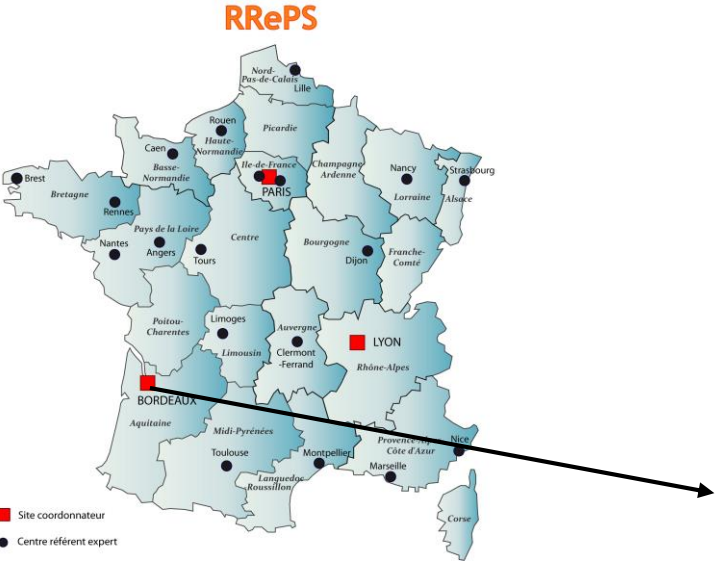 RRePS
Nord-
Pas-de-Calais
Lille
Rouen
Haute-
Normandie
Picardie
Caen
Basse-
Normandie
Ile-de-France
PARIS
Champagne
Ardenne
Nancy
Lorraine
Strasbourg
Alsace
Brest
Bretagne
Rennes
Pays de la Loire
Nantes
Angers
Tours
Centre
Bourgogne
Dijon
Franche-
Comté
Poitou-
Charentes
Limoges
Limousin
Auvergne
Clermont
-Ferrand
LYON
Rhône-Alpes
BORDEAUX
Aquitaine
Midi-Pyrénées
Toulouse
Montpellier
Languedoc
Roussillon
Provence-Alpes
Côte d'Azur
Nice
Marseille
Corse
Site coordonnateur
Centre référent expert